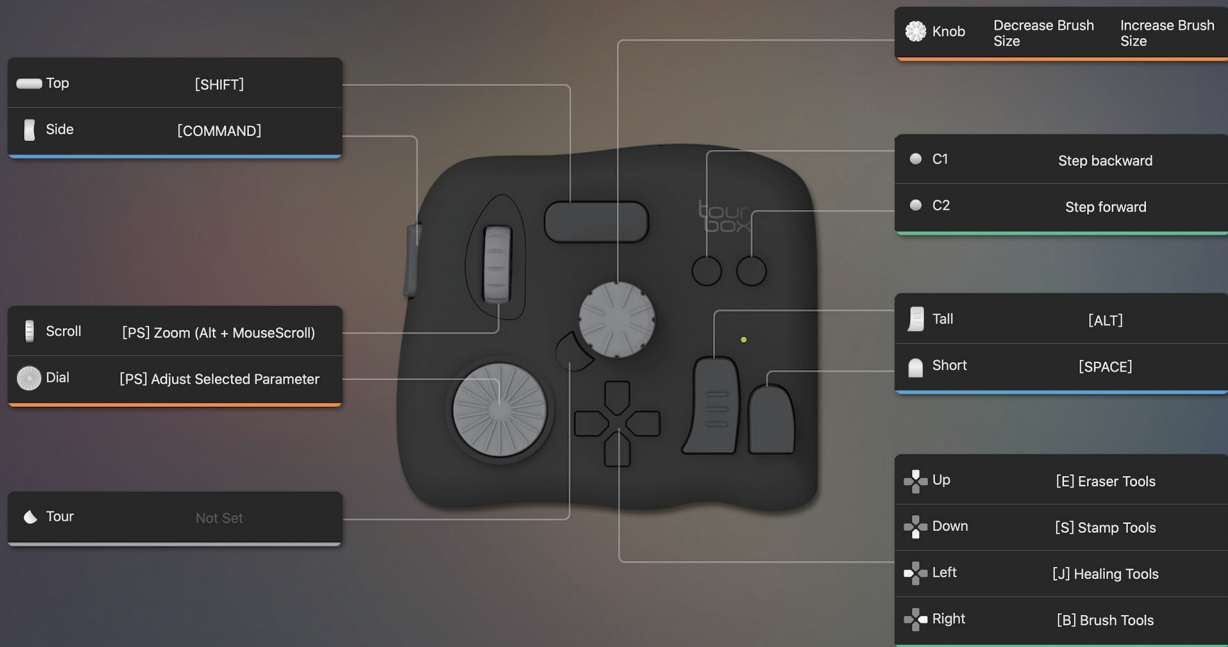 Top [SHIFT]
Side [COMMAND]
Scroll [PS] Zoom (Alt + MouseScroll)
Dial [PS] Adjust Selected Parameter
Tour Not Set
tour
box
Knob Decrease Brush Size Increase Brush Size
C1 Step backward
C2 Step forward
Tall [ALT]
Short [SPACE]
Up [E] Eraser Tools
Down [S] Stamp Tools
Left [J] Healing Tools
Right [B] Brush Tools